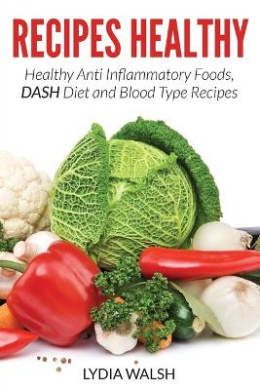 RECIPES HEALTHY
Healthy Anti Inflammatory Foods,
DASH Diet and Blood Type Recipes
LYDIA WALSH